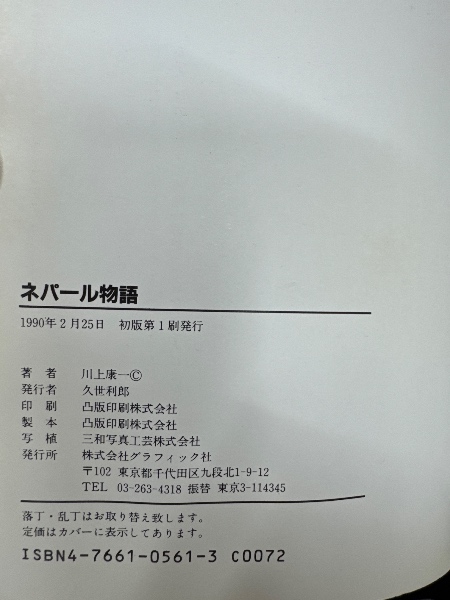 ネパール物語
1990年2月25日　初版第1刷発行
著　者　川上康一©
発行者　久世利郎
印　刷　凸版印刷株式会社
製　本　凸版印刷株式会社
写　植　三和写真工芸株式会社
発行所　株式会社グラフィック社
〒102 東京都千代田区九段北1-9-12
TEL 03-263-4318 振替 東京3-114345
落丁・乱丁はお取り替え致します。
定価はカバーに表示してあります。
ISBN4-7661-0561-3 C0072